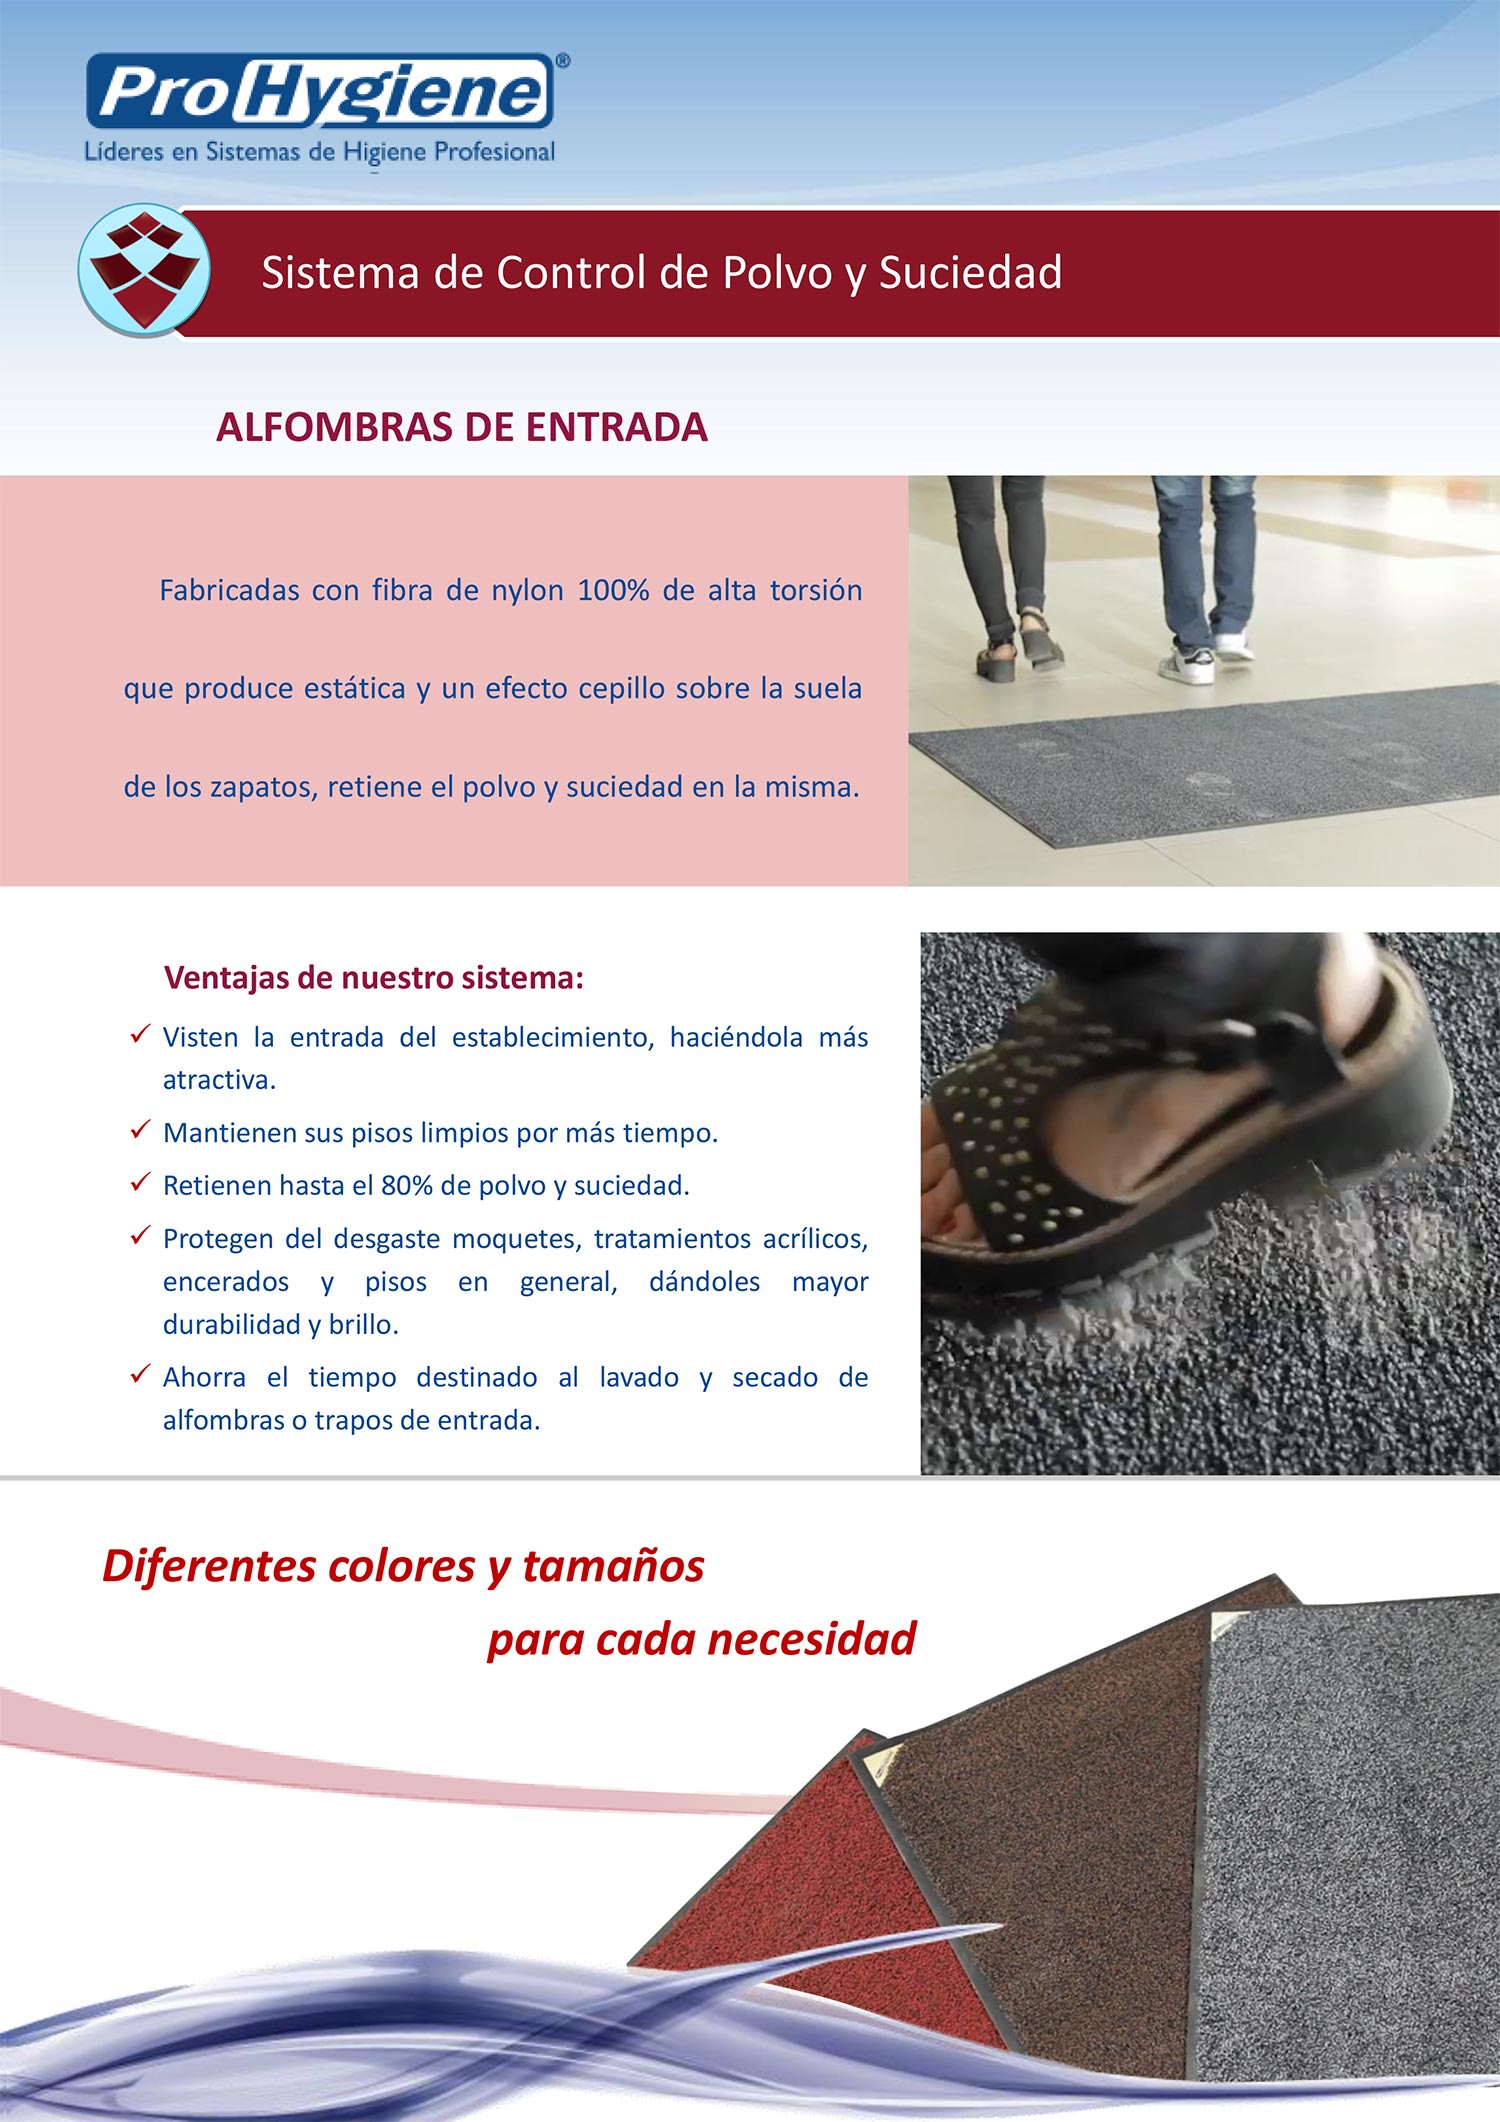 ProHygiene®
Líderes en Sistemas de Higiene Profesional
Sistema de Control de Polvo y Suciedad
ALFOMBRAS DE ENTRADA
Fabricadas con fibra de nylon 100% de alta torsión
que produce estática y un efecto cepillo sobre la suela
de los zapatos, retiene el polvo y suciedad en la misma.
Ventajas de nuestro sistema:
✓ Visten la entrada del establecimiento, haciéndola más
atractiva.
✓ Mantienen sus pisos limpios por más tiempo.
✓ Retienen hasta el 80% de polvo y suciedad.
✓ Protegen del desgaste moquetes, tratamientos acrílicos,
encerados y pisos en general, dándoles mayor
durabilidad y brillo.
✓ Ahorra el tiempo destinado al lavado y secado de
alfombras o trapos de entrada.
Diferentes colores y tamaños
para cada necesidad